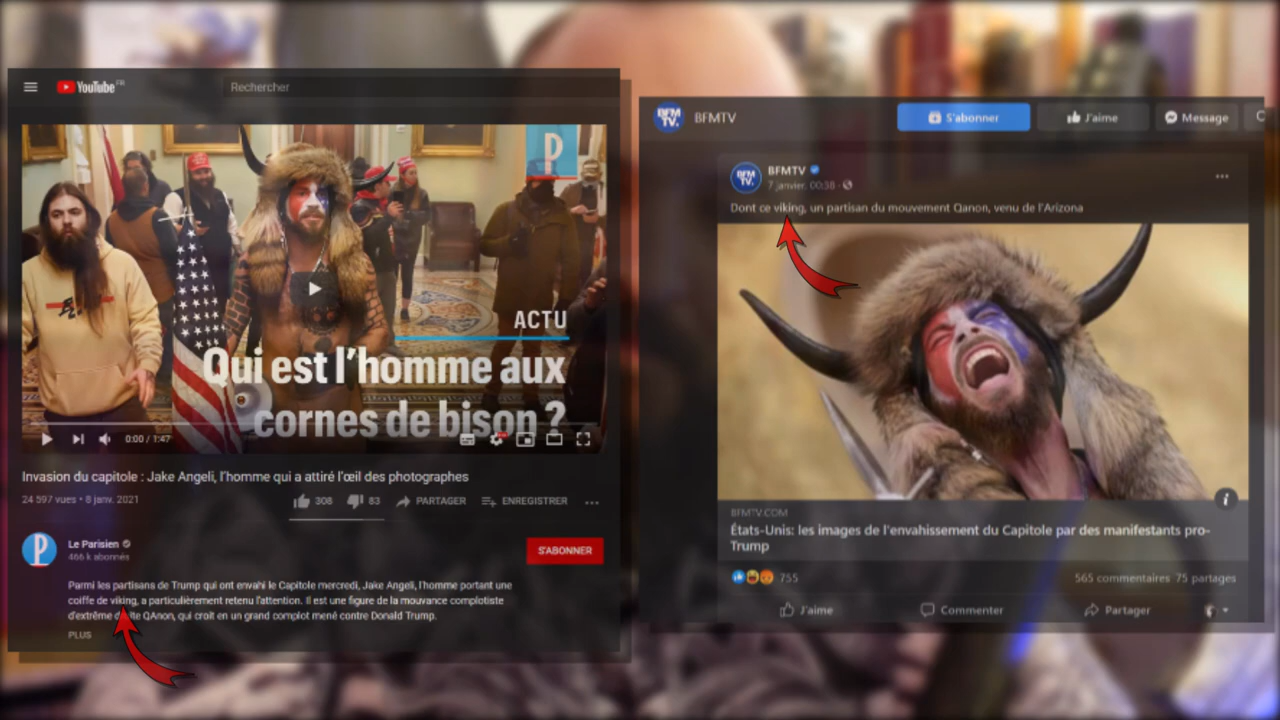 YouTube FR
Rechercher
P
ACTU
Qui est l'homme aux
cornes de bison ?
0:00 / 1:47
Invasion du capitole : Jake Angeli, l'homme qui a attiré l'œil des photographes
24 597 vues • 8 janv. 2021
308
83
PARTAGER
ENREGISTRER
Le Parisien
466 k abonnés
S'ABONNER
Parmi les partisans de Trump qui ont envahi le Capitole mercredi, Jake Angeli, l'homme portant une
coiffe de viking, a particulièrement retenu l'attention. Il est une figure de la mouvance complotiste
d'extrême droite QAnon, qui croit en un grand complot mené contre Donald Trump.
PLUS
BFM TV.
BFMTV
S'abonner
J'aime
Message
BFM TV.
BFMTV
7 janvier, 00:38
Dont ce viking, un partisan du mouvement Qanon, venu de l'Arizona
BFMTV.COM
États-Unis: les images de l'envahissement du Capitole par des manifestants pro-
Trump
755
565 commentaires 75 partages
J'aime
Commenter
Partager